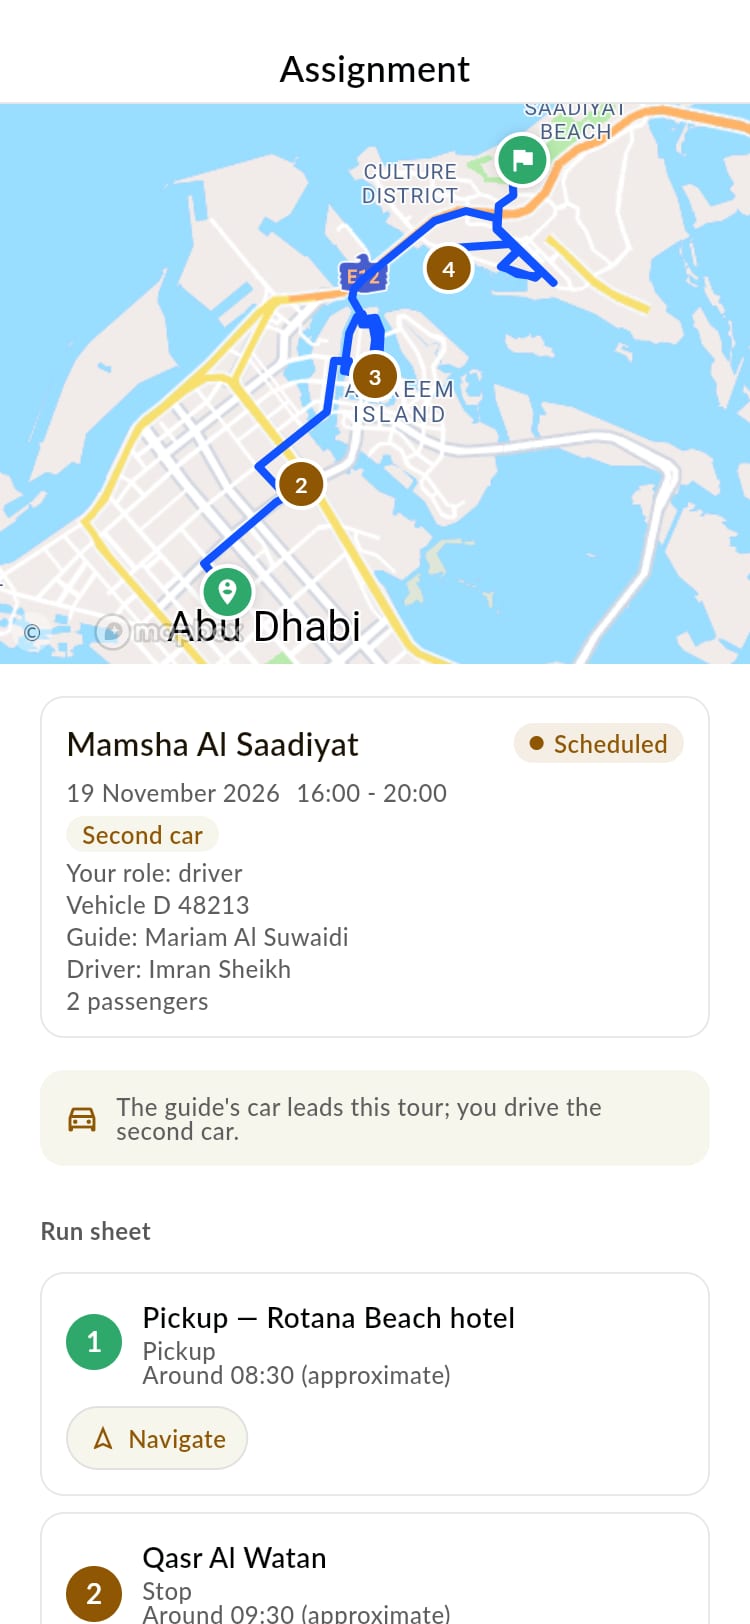 Assignment
SAADIYAT
BEACH
CULTURE
DISTRICT
E12
4
3
EEM
ISLAND
2
Abu Dhabi
©
Mamsha Al Saadiyat
Scheduled
19 November 2026 16:00 - 20:00
Second car
Your role: driver
Vehicle D 48213
Guide: Mariam Al Suwaidi
Driver: Imran Sheikh
2 passengers
The guide's car leads this tour; you drive the
second car.
Run sheet
1
Pickup — Rotana Beach hotel
Pickup
Around 08:30 (approximate)
Navigate
2
Qasr Al Watan
Stop
Around 09:30 (approximate)